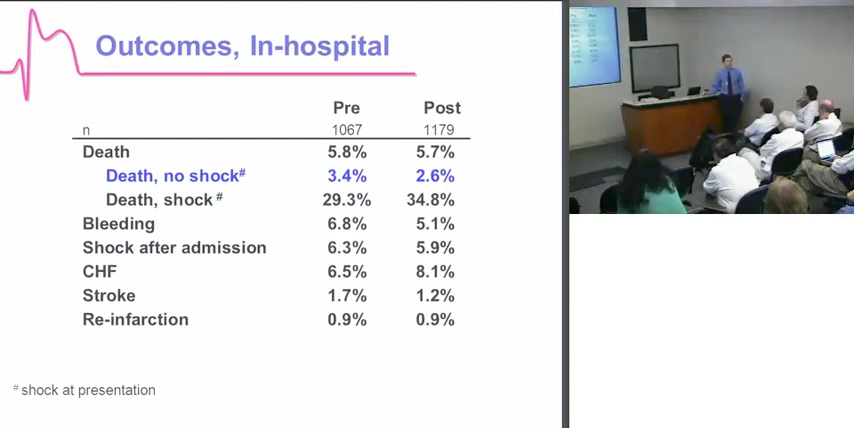 Outcomes, In-hospital
Pre Post
n 1067 1179
Death 5.8% 5.7%
Death, no shock# 3.4% 2.6%
Death, shock # 29.3% 34.8%
Bleeding 6.8% 5.1%
Shock after admission 6.3% 5.9%
CHF 6.5% 8.1%
Stroke 1.7% 1.2%
Re-infarction 0.9% 0.9%
# shock at presentation